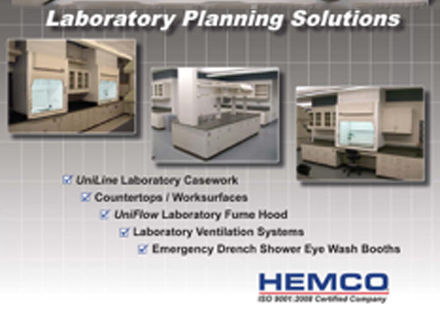 Laboratory Planning Solutions
UniLine Laboratory Casework
Countertops / Worksurfaces
UniFlow Laboratory Fume Hood
Laboratory Ventilation Systems
Emergency Drench Shower Eye Wash Booths
HEMCO
ISO 9001:2008 Certified Company